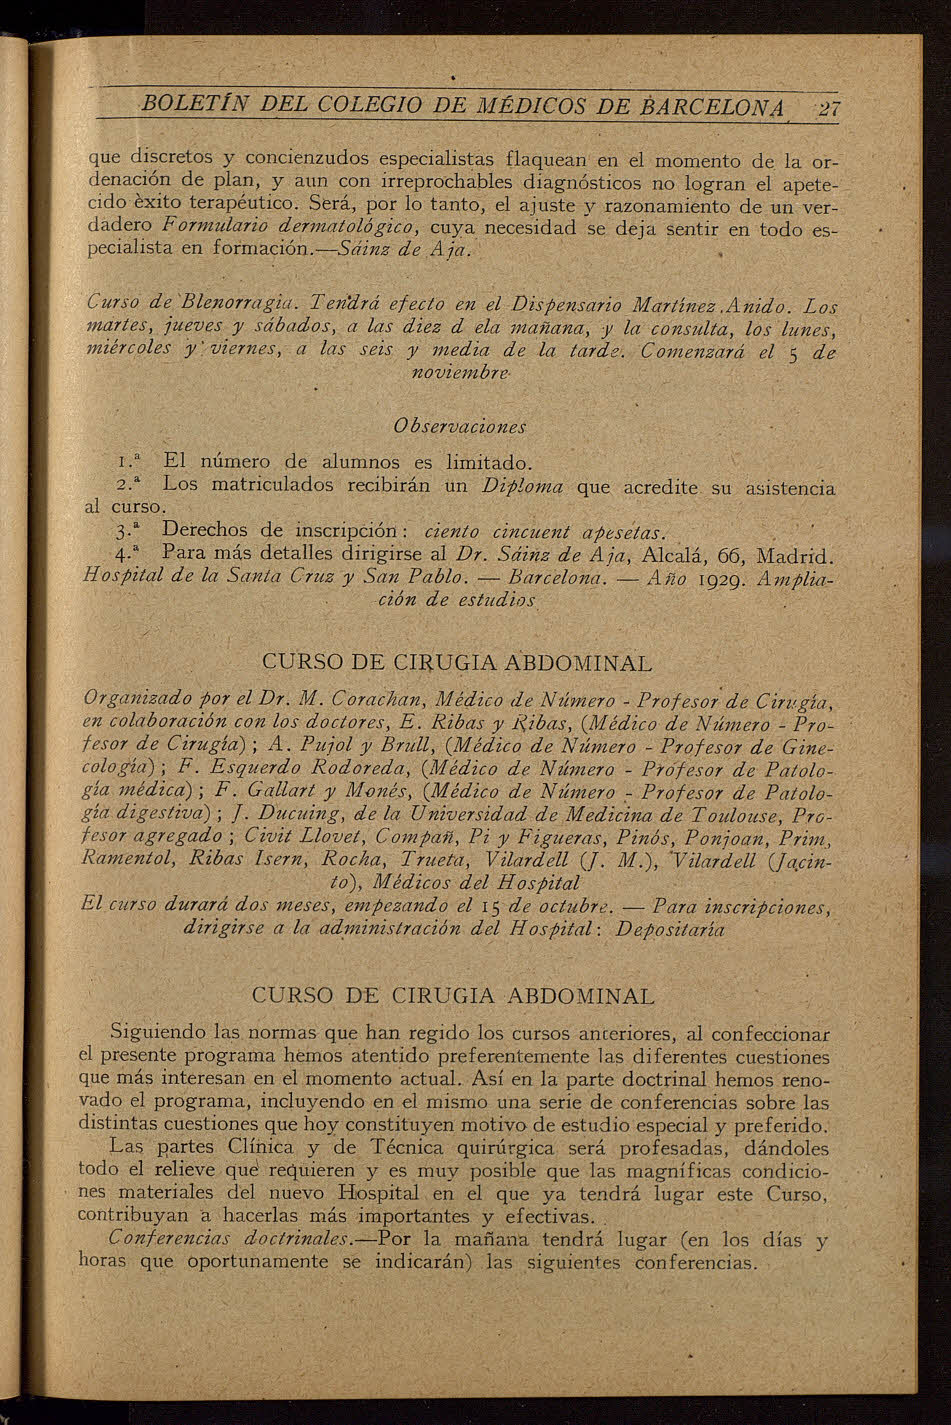 BOLETÍN DEL COLEGIO DE MÉDICOS DE BARCELONA 27
que discretos y concienzudos especialistas flaquean en el momento de la or-
denación de plan, y aun con irreprochables diagnósticos no logran el apete-
cido èxito terapéutico. Será, por lo tanto, el ajuste y razonamiento de un ver-
dadero Formulario dermatológico, cuya necesidad se deja sentir en todo es-
pecialista en formación.—Sáinz de Aja.
Curso de Blenorragia. Tendrá efecto en el Dispensario Martínez Anido. Los
martes, jueves y sábados, a las diez d ela mañana, y la consulta, los lunes,
miércoles y viernes, a las seis y media de la tarde. Comenzará el 5 de
noviembre
Observaciones
1.ª El número de alumnos es limitado.
2.ª Los matriculados recibirán un Diploma que acredite su asistencia
al curso.
3.ª Derechos de inscripción: ciento cincuent apesetas.
4.ª Para más detalles dirigirse al Dr. Sáinz de Aja, Alcalá, 66, Madrid.
Hospital de la Santa Cruz y San Pablo. — Barcelona. — Año 1929. Amplia-
ción de estudios
CURSO DE CIRUGIA ABDOMINAL
Organizado por el Dr. M. Corachan, Médico de Número - Profesor de Cirugía,
en colaboración con los doctores, E. Ribas y Ribas, (Médico de Número - Pro-
fesor de Cirugía); A. Pujol y Brull, (Médico de Número - Profesor de Gine-
cología); F. Esquerdo Rodoreda, (Médico de Número - Profesor de Patolo-
gía médica); F. Gallart y Monés, (Médico de Número - Profesor de Patolo-
gía digestiva); J. Ducuing, de la Universidad de Medicina de Toulouse, Pro-
fesor agregado; Civit Llovet, Compañ, Pi y Figueras, Pinós, Ponjoan, Prim,
Ramentol, Ribas Isern, Rocha, Trueta, Vilardell (J. M.), Vilardell (Jacin-
to), Médicos del Hospital
El curso durará dos meses, empezando el 15 de octubre. — Para inscripciones,
dirigirse a la administración del Hospital: Depositaría
CURSO DE CIRUGIA ABDOMINAL
Siguiendo las normas que han regido los cursos anteriores, al confeccionar
el presente programa hemos atentido preferentemente las diferentes cuestiones
que más interesan en el momento actual. Así en la parte doctrinal hemos reno-
vado el programa, incluyendo en el mismo una serie de conferencias sobre las
distintas cuestiones que hoy constituyen motivo de estudio especial y preferido.
Las partes Clínica y de Técnica quirúrgica será profesadas, dándoles
todo el relieve que requieren y es muy posible que las magníficas condicio-
nes materiales del nuevo Hospital en el que ya tendrá lugar este Curso,
contribuyan a hacerlas más importantes y efectivas.
Conferencias doctrinales.—Por la mañana tendrá lugar (en los días y
horas que oportunamente se indicarán) las siguientes conferencias.